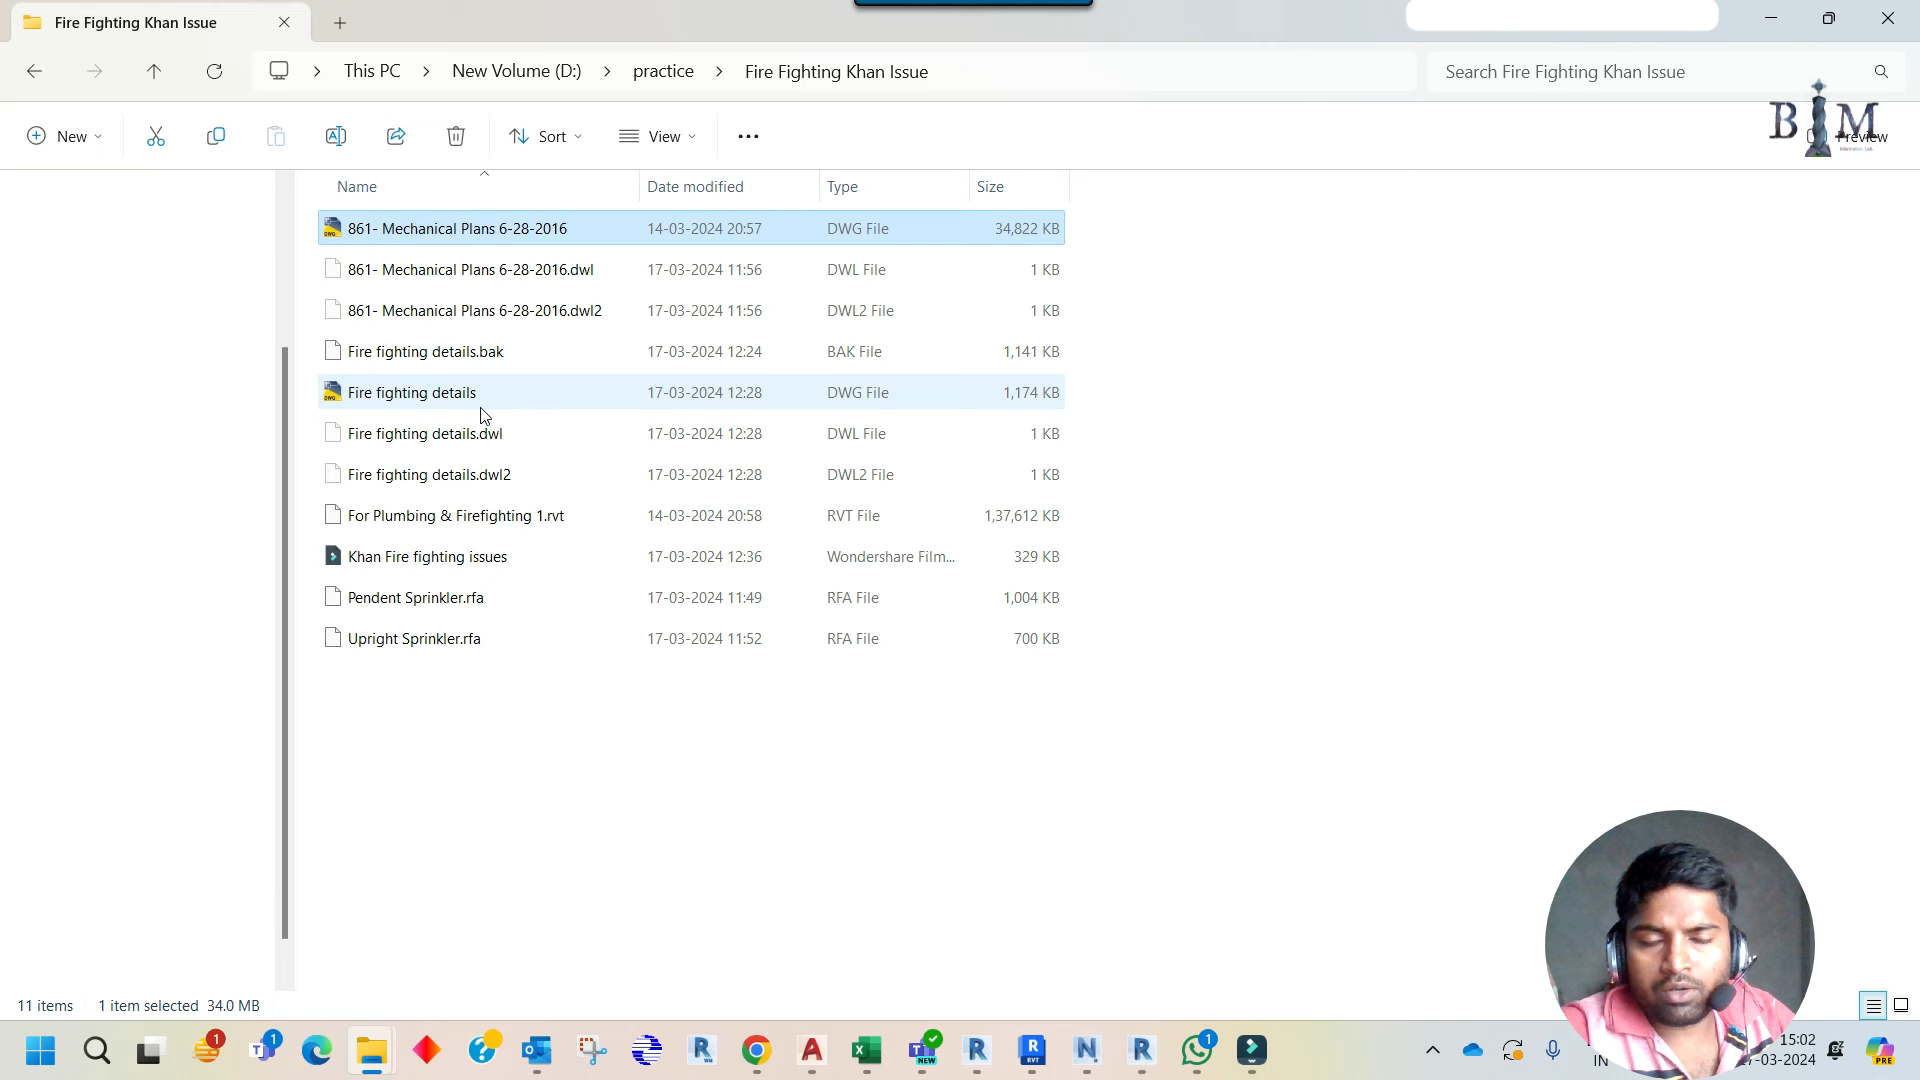 Fire Fighting Khan Issue
This PC > New Volume (D:) > practice > Fire Fighting Khan Issue
Search Fire Fighting Khan Issue
New
Sort
View
Preview
BIM
Name Date modified Type Size
861- Mechanical Plans 6-28-2016 14-03-2024 20:57 DWG File 34,822 KB
861- Mechanical Plans 6-28-2016.dwl 17-03-2024 11:56 DWL File 1 KB
861- Mechanical Plans 6-28-2016.dwl2 17-03-2024 11:56 DWL2 File 1 KB
Fire fighting details.bak 17-03-2024 12:24 BAK File 1,141 KB
Fire fighting details 17-03-2024 12:28 DWG File 1,174 KB
Fire fighting details.dwl 17-03-2024 12:28 DWL File 1 KB
Fire fighting details.dwl2 17-03-2024 12:28 DWL2 File 1 KB
For Plumbing & Firefighting 1.rvt 14-03-2024 20:58 RVT File 1,37,612 KB
Khan Fire fighting issues 17-03-2024 12:36 Wondershare Film... 329 KB
Pendent Sprinkler.rfa 17-03-2024 11:49 RFA File 1,004 KB
Upright Sprinkler.rfa 17-03-2024 11:52 RFA File 700 KB
11 items 1 item selected 34.0 MB
15:02
IN -03-2024